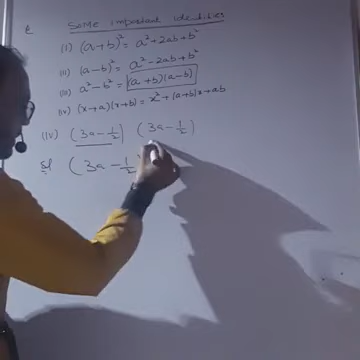 Some important identities
(i) (a+b)² = a² + 2ab + b²
(ii) (a-b)² = a² - 2ab + b²
(iii) a² - b² = (a+b)(a-b)
(iv) (x+a)(x+b) = x² + (a+b)x + ab
(iv) (3a - 1/2) (3a - 1/2)
Sol (3a - 1/2